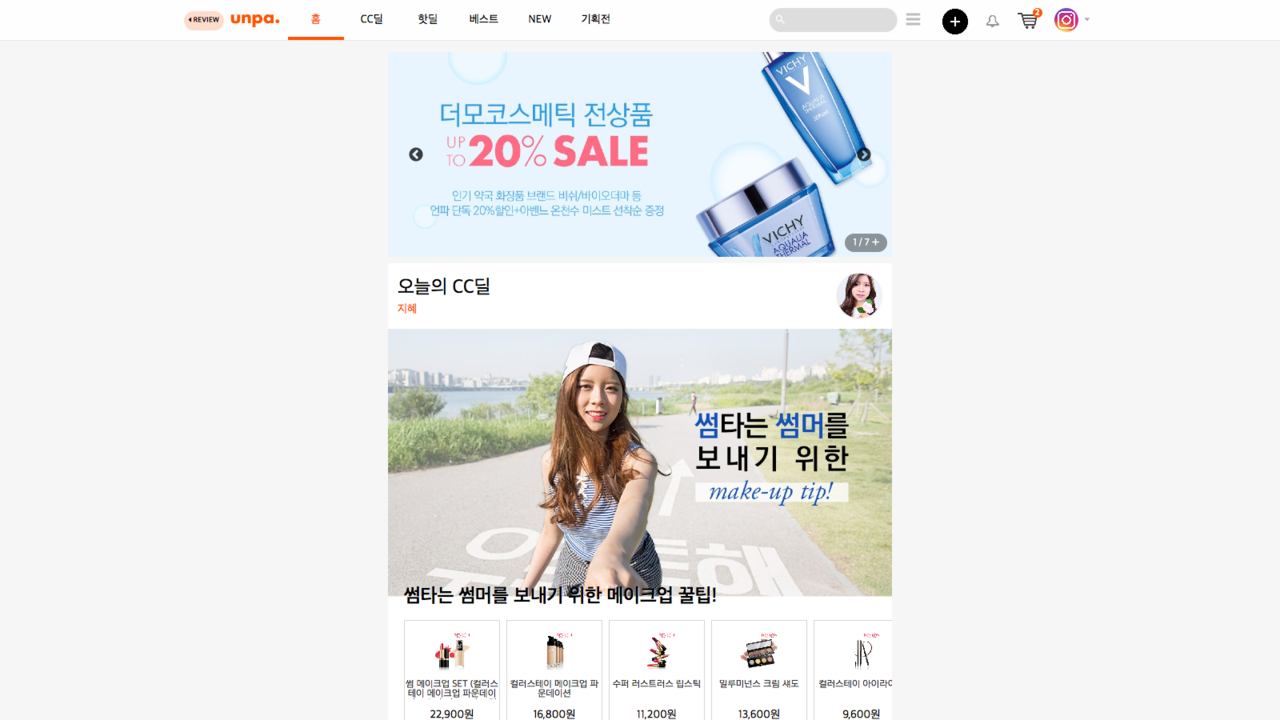 REVIEW
unpa.
홈
CC딜
핫딜
베스트
NEW
기획전
2
더모코스메틱 전상품
UP TO 20% SALE
인기 약국 화장품 브랜드 비쉬/바이오더마 등
언파 단독 20%할인+아벤느 온천수 미스트 선착순 증정
VICHY
AQUALIA
THERMAL
VICHY
AQUALIA
THERMAL
1 / 7 +
오늘의 CC딜
지혜
썸타는 썸머를
보내기 위한
make-up tip!
썸타는 썸머를 보내기 위한 메이크업 꿀팁!
썸 메이크업 SET (컬러스
테이 메이크업 파운데이
22,900원
컬러스테이 메이크업 파
운데이션
16,800원
수퍼 러스트러스 립스틱
11,200원
일루미넌스 크림 섀도
13,600원
컬러스테이 아이라이
9,600원